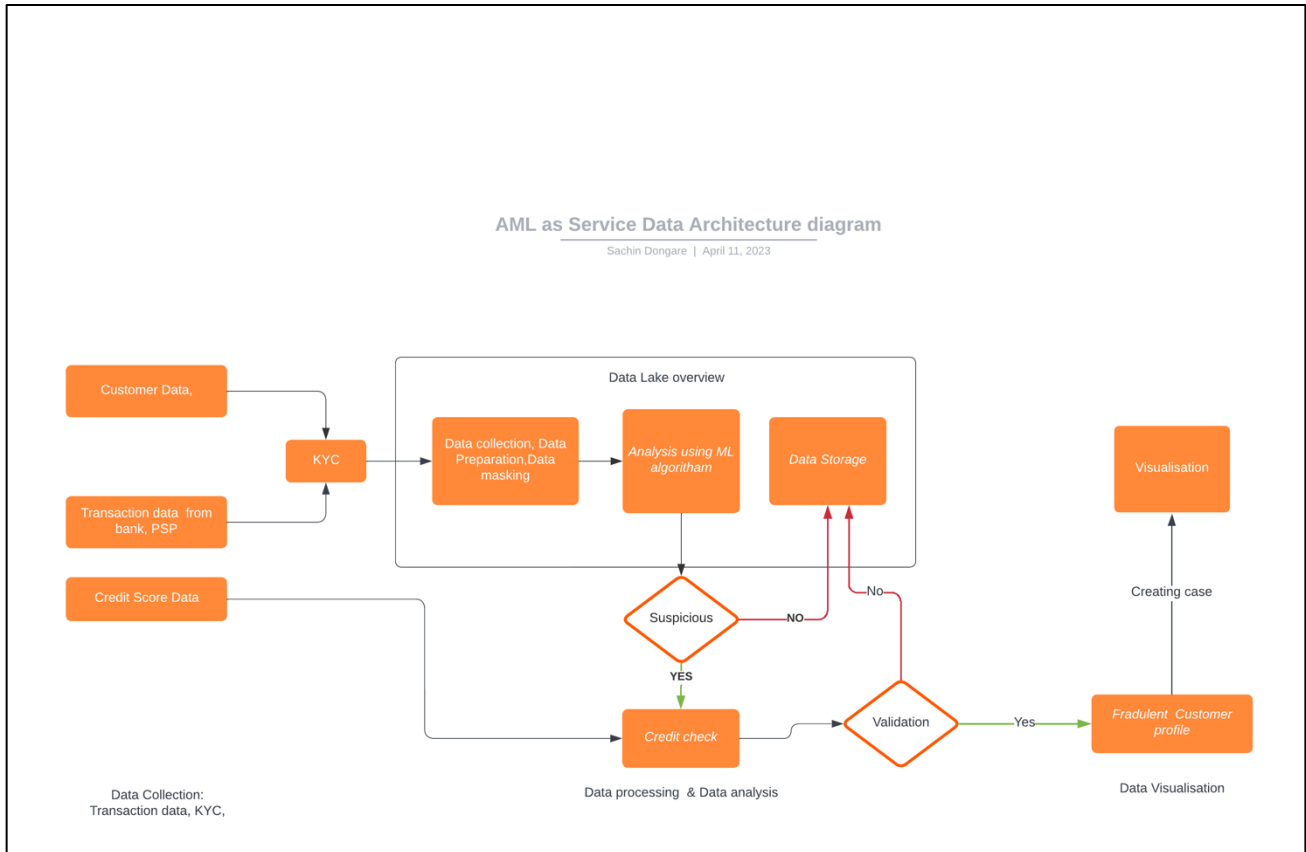 AML as Service Data Architecture diagram
Sachin Dongare | April 11, 2023
Customer Data,
Transaction data from
bank, PSP
Credit Score Data
KYC
Data Lake overview
Data collection, Data
Preparation,Data
masking
Analysis using ML
algoritham
Data Storage
Suspicious
NO
YES
Credit check
No
Validation
Yes
Fradulent Customer
profile
Creating case
Visualisation
Data Collection:
Transaction data, KYC,
Data processing & Data analysis
Data Visualisation